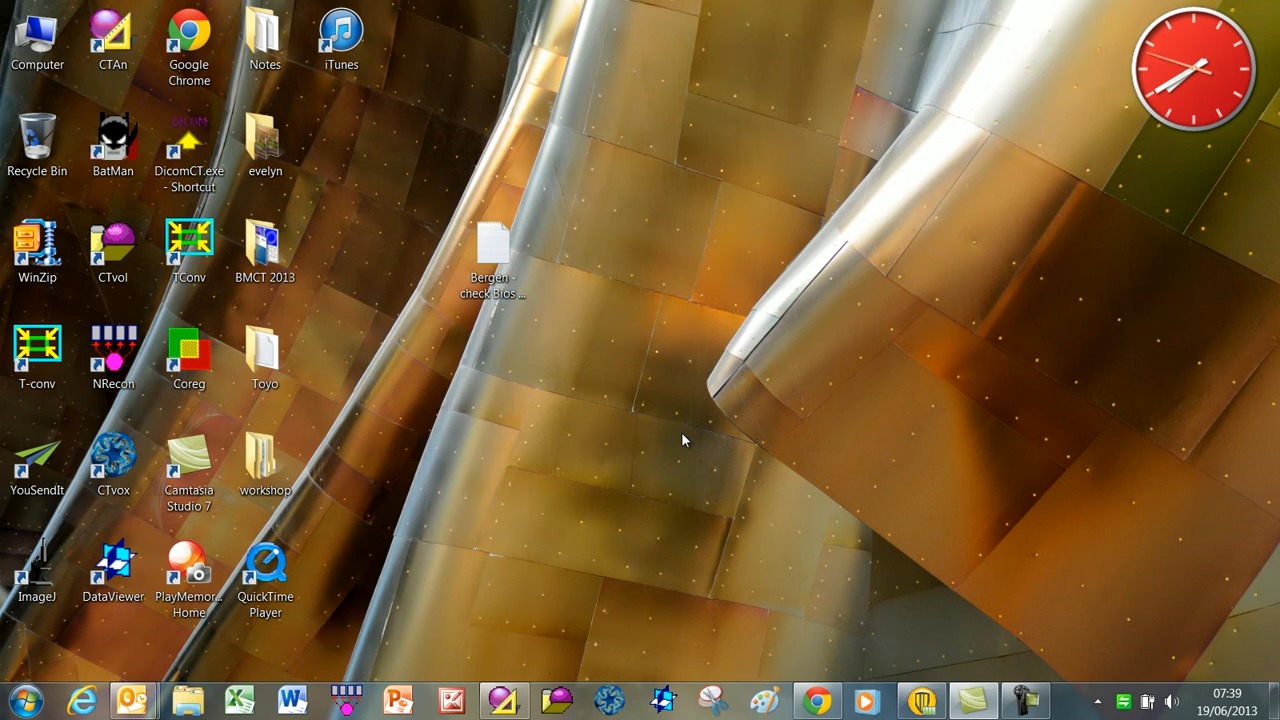 Computer
CTAn
Google
Chrome
Notes
iTunes
Recycle Bin
BatMan
DICOM
DicomCT.exe
- Shortcut
evelyn
WinZip
CTvol
TConv
BMCT 2013
Bergen -
check Bios ...
T-conv
NRecon
Coreg
Toyo
YouSendIt
CTvox
Camtasia
Studio 7
workshop
ImageJ
DataViewer
PlayMemor...
Home
QuickTime
Player
07:39
19/06/2013